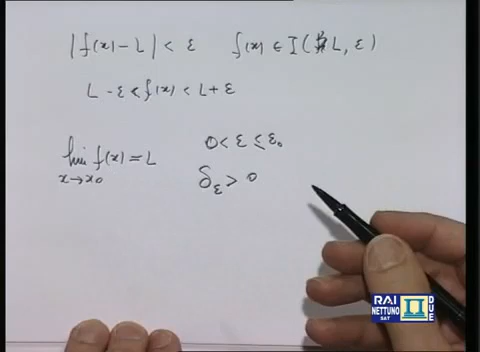 |f(x) - L| < ε    f(x) ∈ I(L, ε)
L - ε < f(x) < L + ε
lim f(x) = L    0 < ε ≤ ε₀
x → x₀    δ_ε > 0
RAI
NETTUNO
SAT
DUE